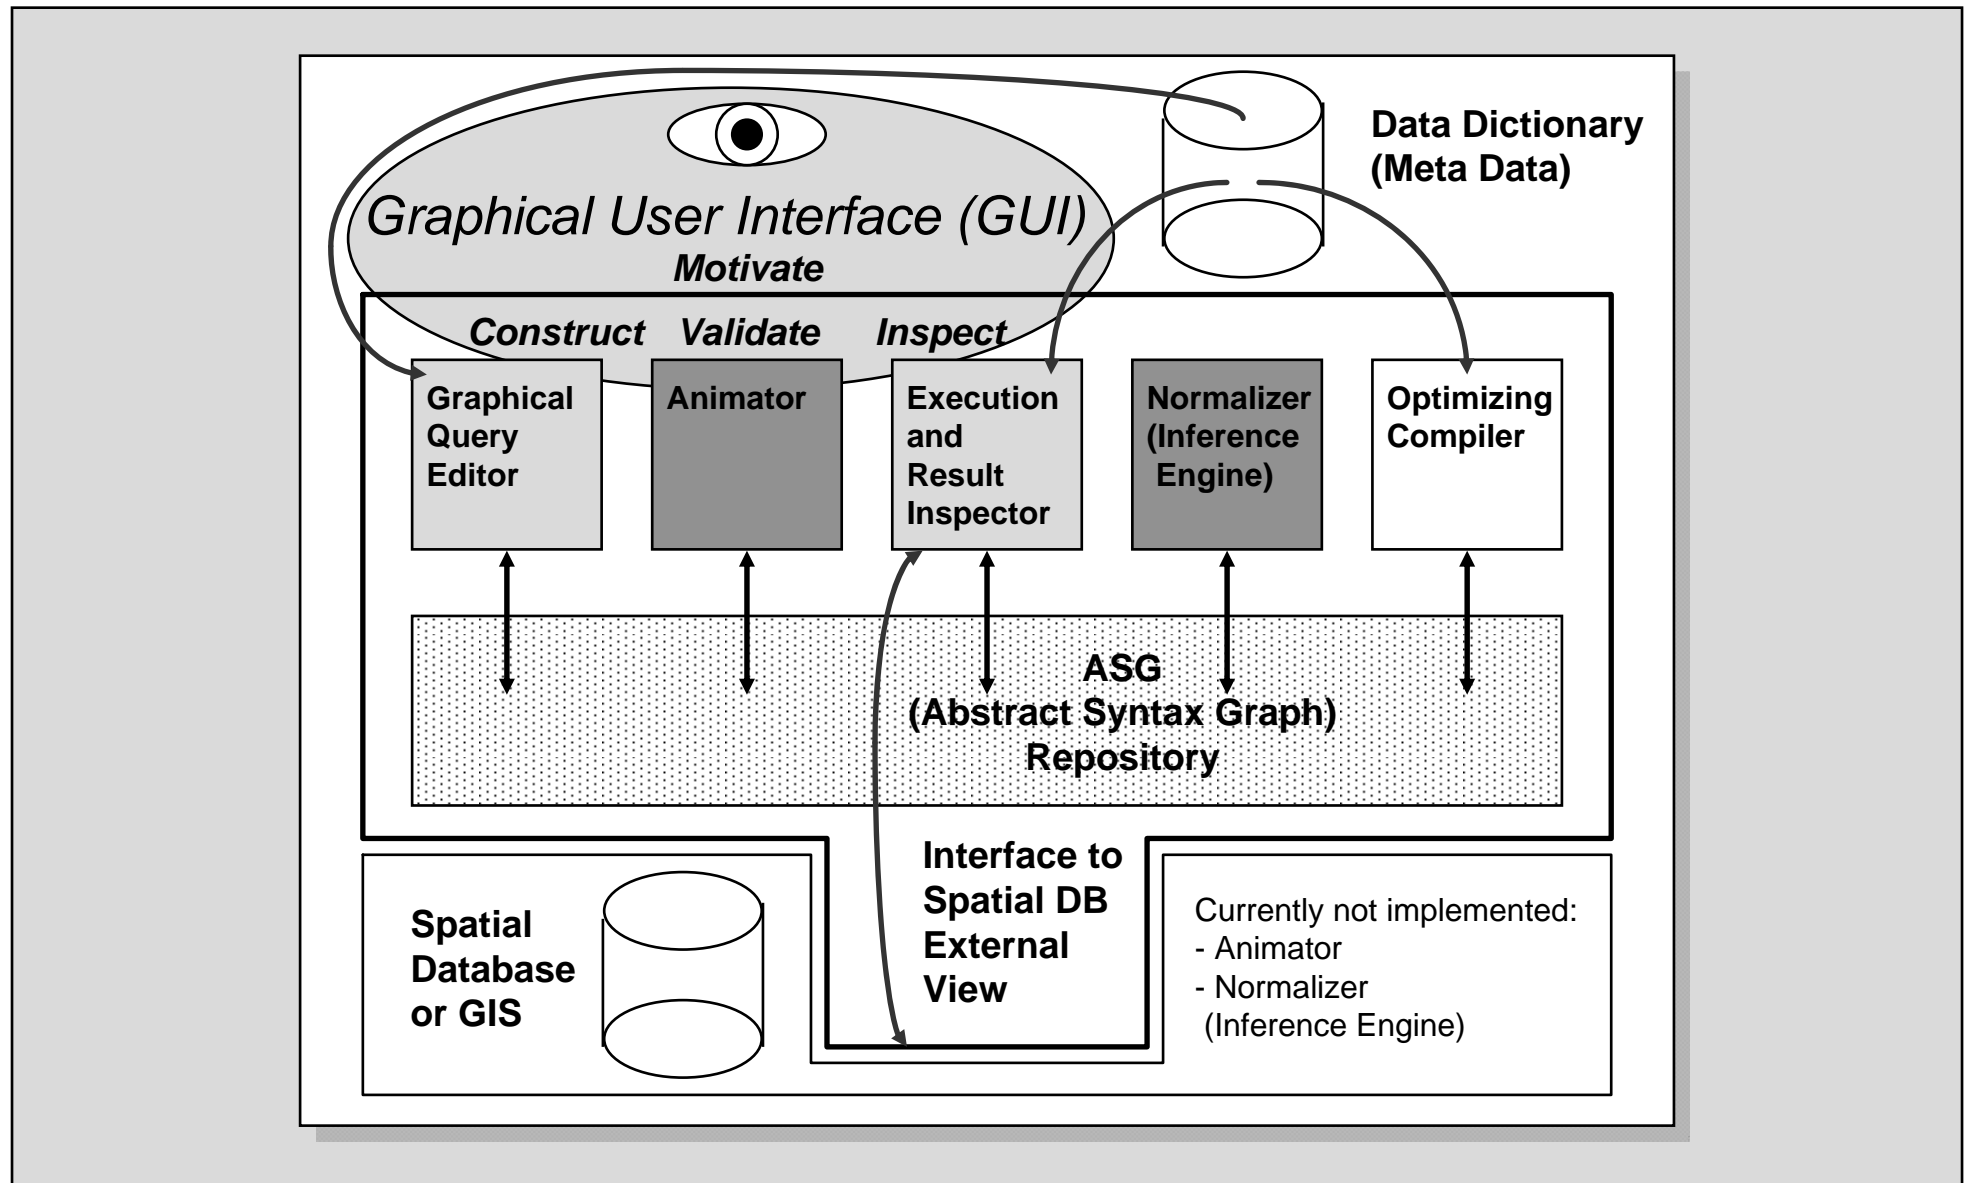 Data Dictionary
(Meta Data)
Graphical User Interface (GUI)
Motivate
Construct Validate Inspect
Graphical
Query
Editor
Animator
Execution
and
Result
Inspector
Normalizer
(Inference
Engine)
Optimizing
Compiler
ASG
(Abstract Syntax Graph)
Repository
Interface to
Spatial DB
External
View
Spatial
Database
or GIS
Currently not implemented:
- Animator
- Normalizer
(Inference Engine)